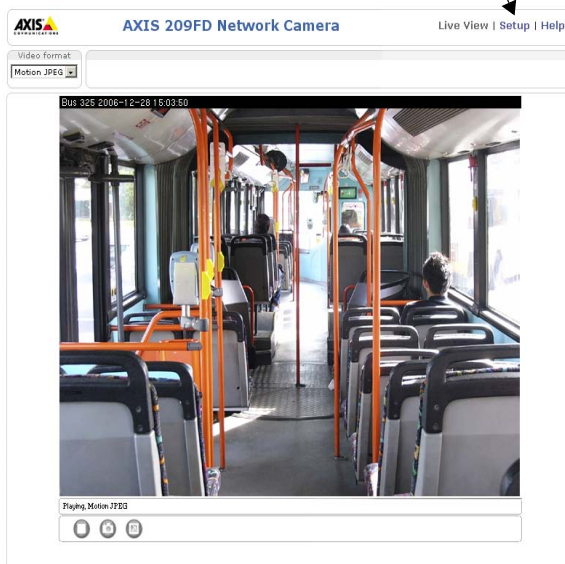 AXIS
COMMUNICATIONS
AXIS 209FD Network Camera
Live View | Setup | Help
Video format
Motion JPEG
Bus 325 2006-12-28 15:03:50
Playing, Motion JPEG